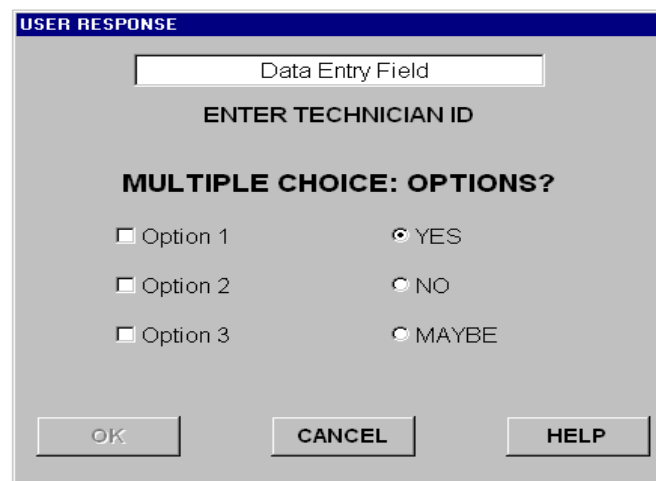 USER RESPONSE
Data Entry Field
ENTER TECHNICIAN ID
MULTIPLE CHOICE: OPTIONS?
Option 1 YES
Option 2 NO
Option 3 MAYBE
OK CANCEL HELP